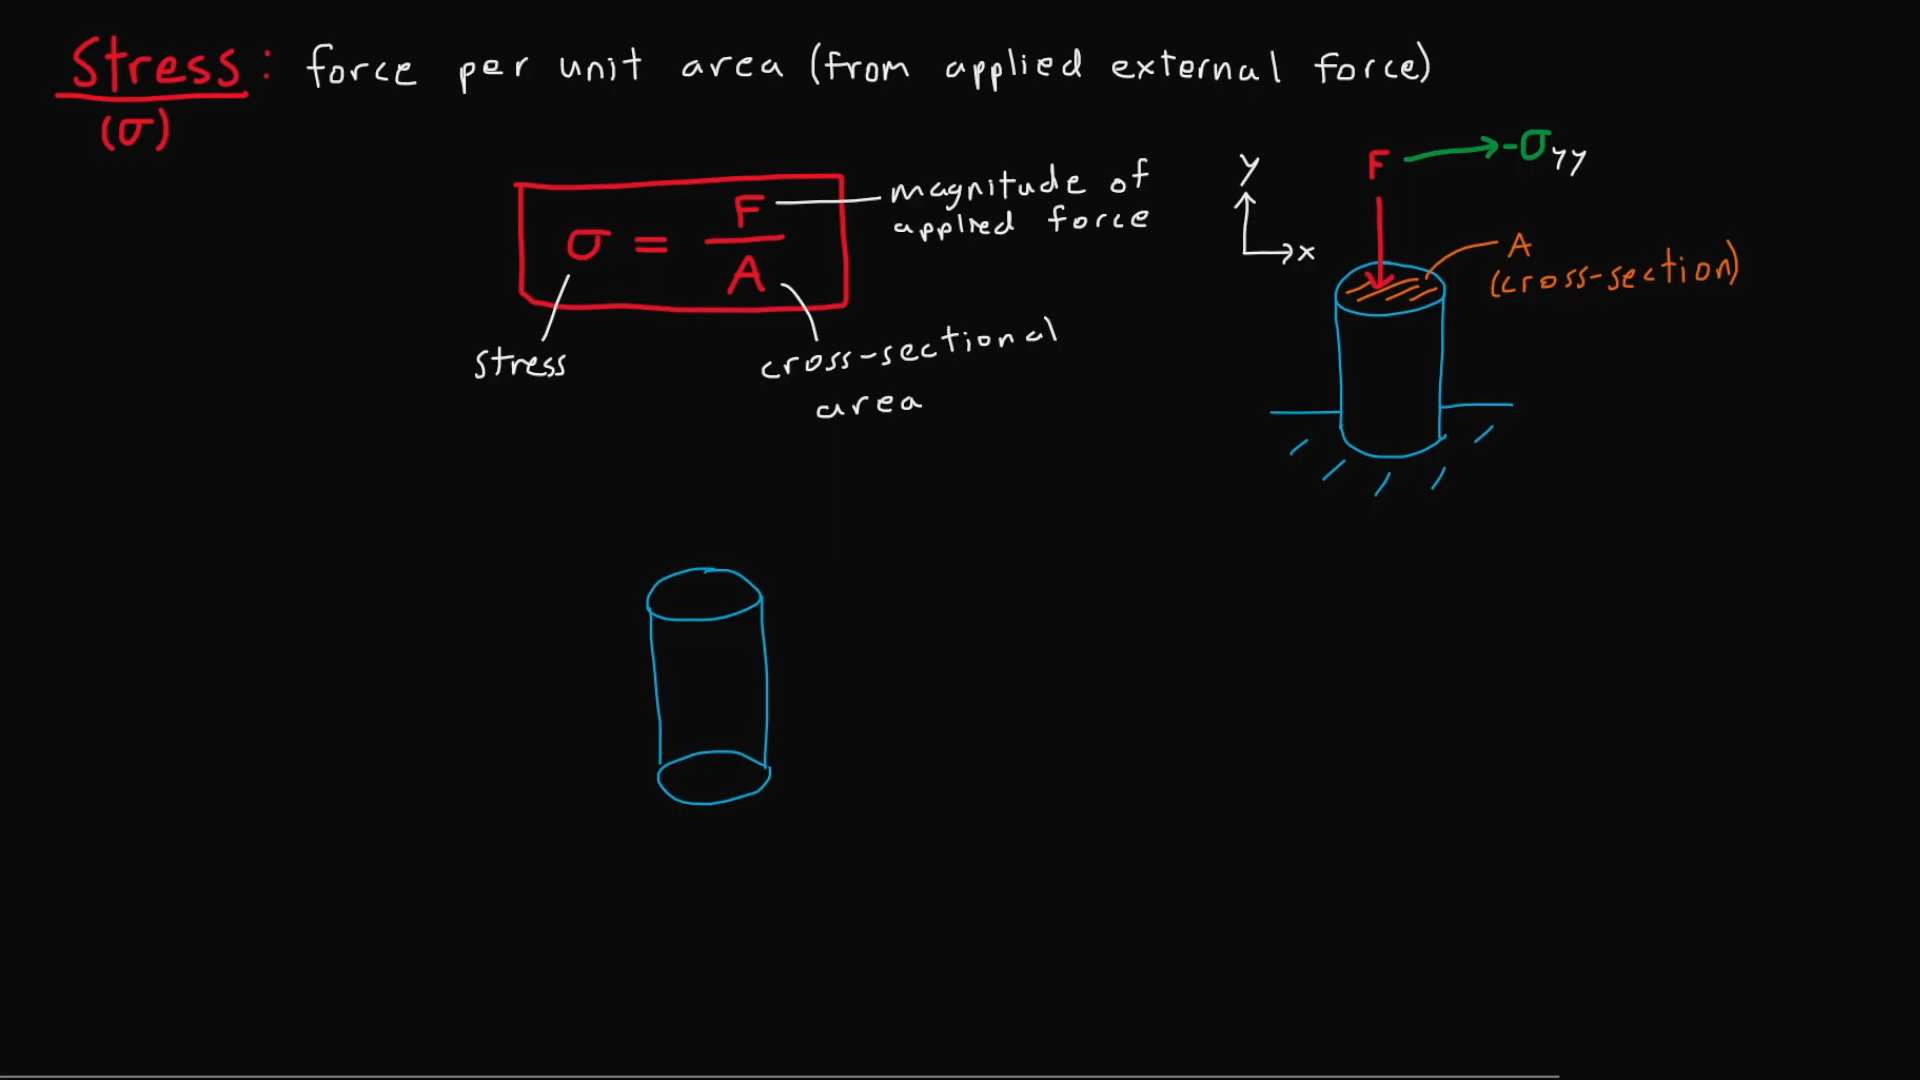 Stress: force per unit area (from applied external force)
(σ)
σ = F/A
magnitude of
applied force
stress
cross-sectional
area
y
x
F
-σyy
A
(cross-section)